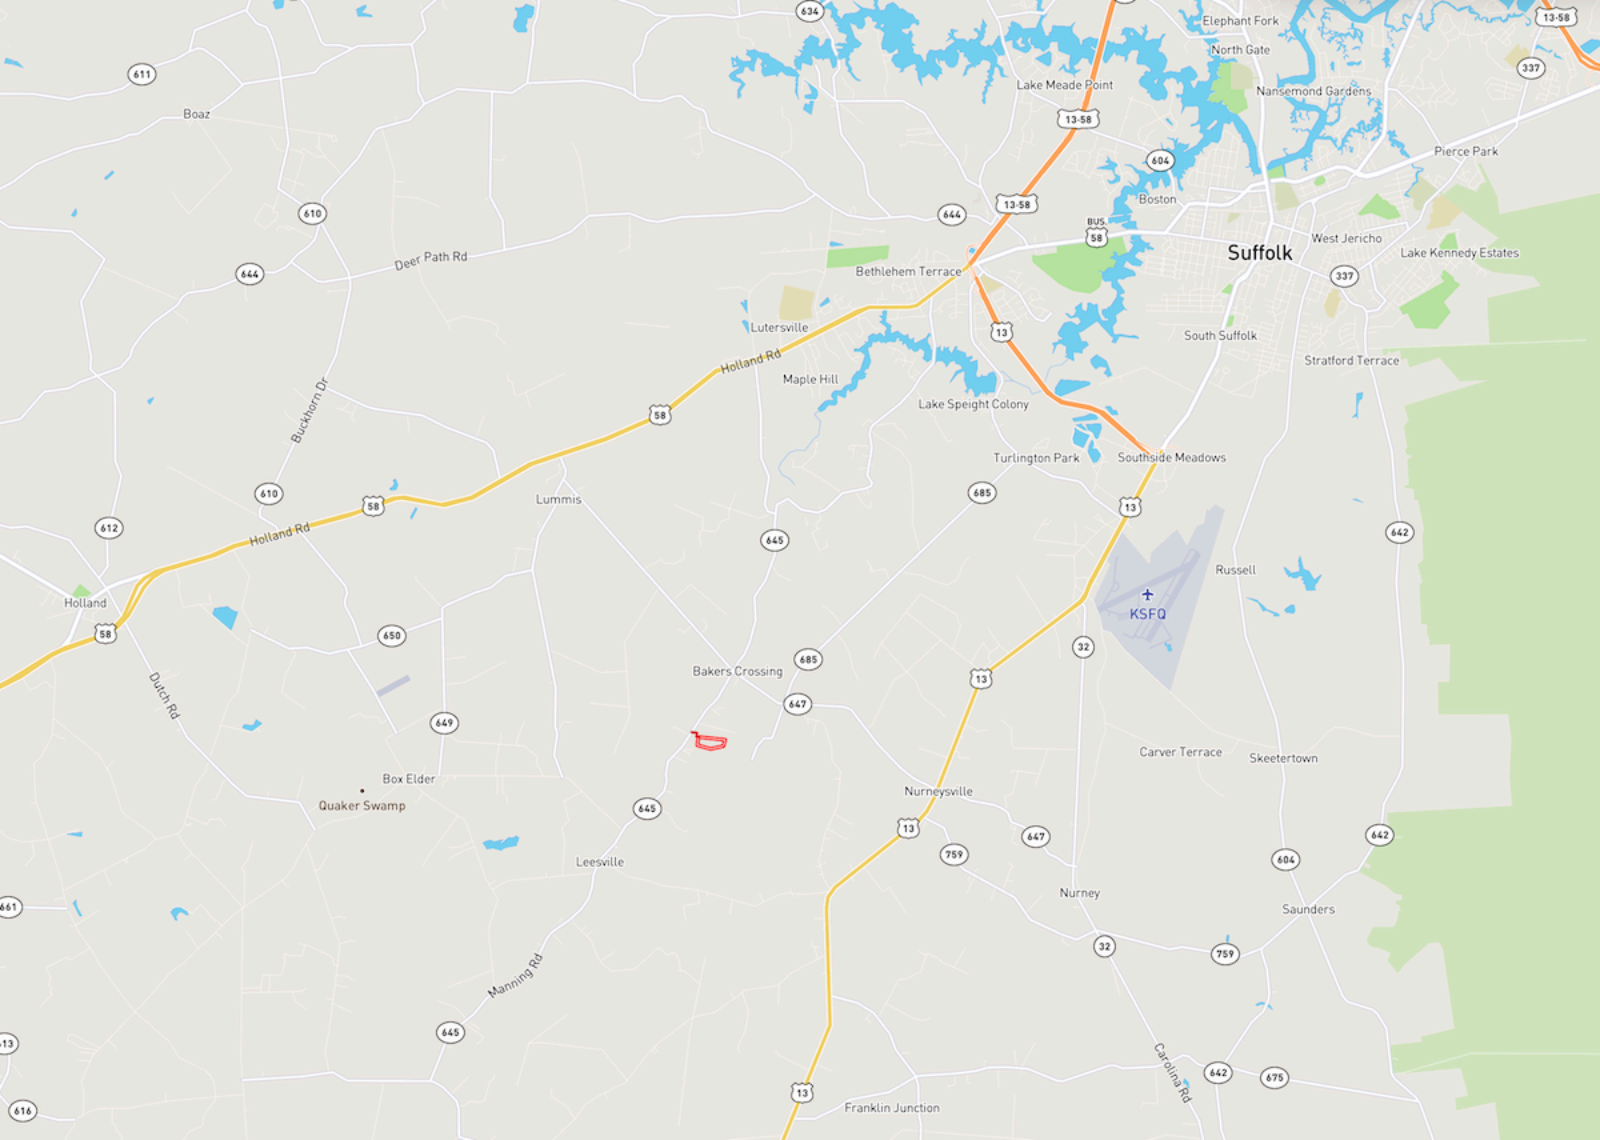 634
Elephant Fork
13-58
North Gate
337
611
Lake Meade Point
Nansemond Gardens
Boaz
13-58
Pierce Park
604
Boston
610
13-58
644
BUS
58
West Jericho
Suffolk
Lake Kennedy Estates
Deer Path Rd
644
Bethlehem Terrace
337
Lutersville
13
South Suffolk
Holland Rd
Stratford Terrace
Maple Hill
Buckhorn Dr
Lake Speight Colony
58
Turlington Park
Southside Meadows
610
Lummis
685
58
13
612
Holland Rd
645
642
Russell
Holland
KSFQ
58
650
32
685
Bakers Crossing
13
Dutch Rd
647
649
Carver Terrace
Skeetertown
Box Elder
Quaker Swamp
Nurneysville
645
13
647
642
759
Leesville
604
Nurney
661
Saunders
32
759
Manning Rd
645
13
Carolina Rd
642
675
13
616
Franklin Junction